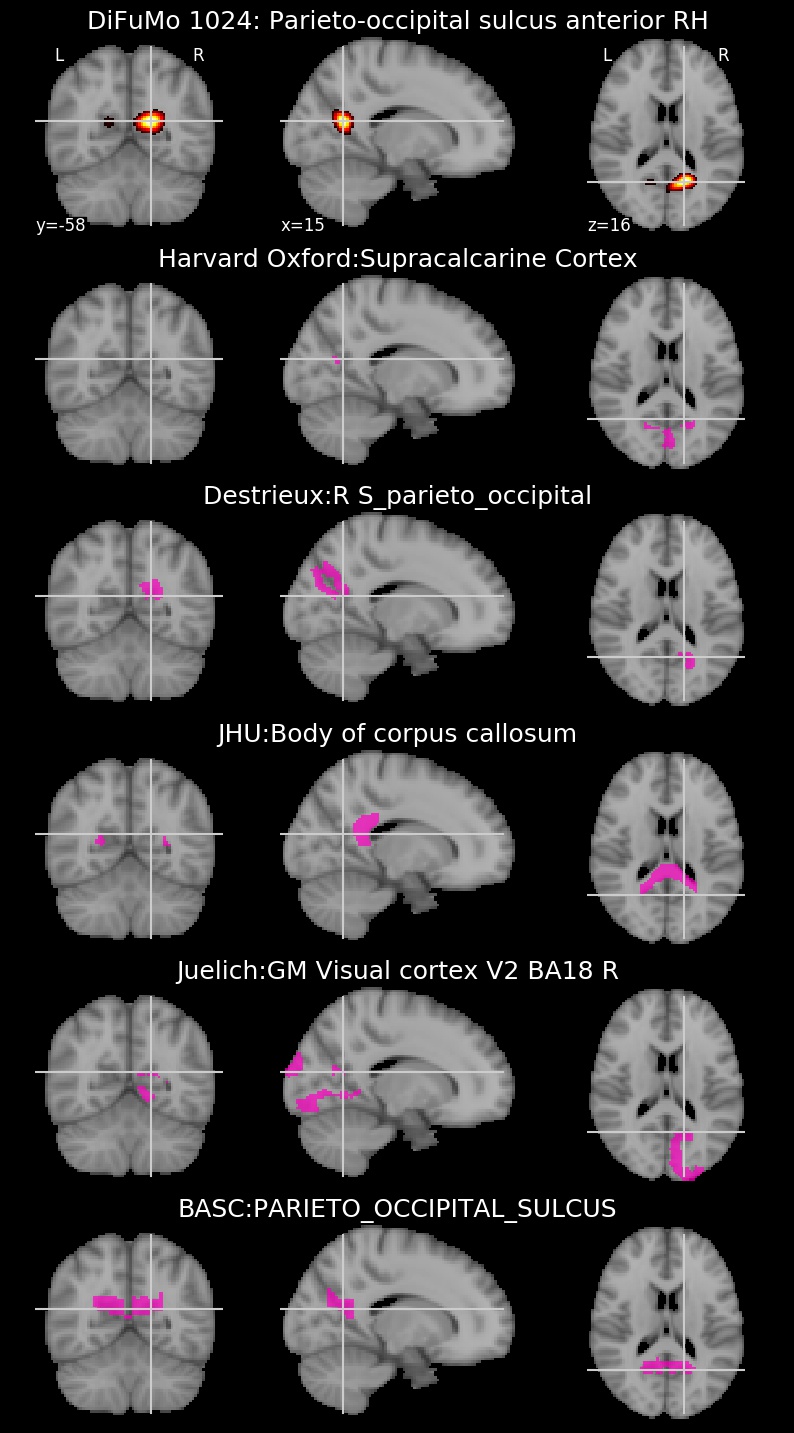 DiFuMo 1024: Parieto-occipital sulcus anterior RH
L R L R
y=-58 x=15 z=16
Harvard Oxford:Supracalcarine Cortex
Destrieux:R S_parieto_occipital
JHU:Body of corpus callosum
Juelich:GM Visual cortex V2 BA18 R
BASC:PARIETO_OCCIPITAL_SULCUS